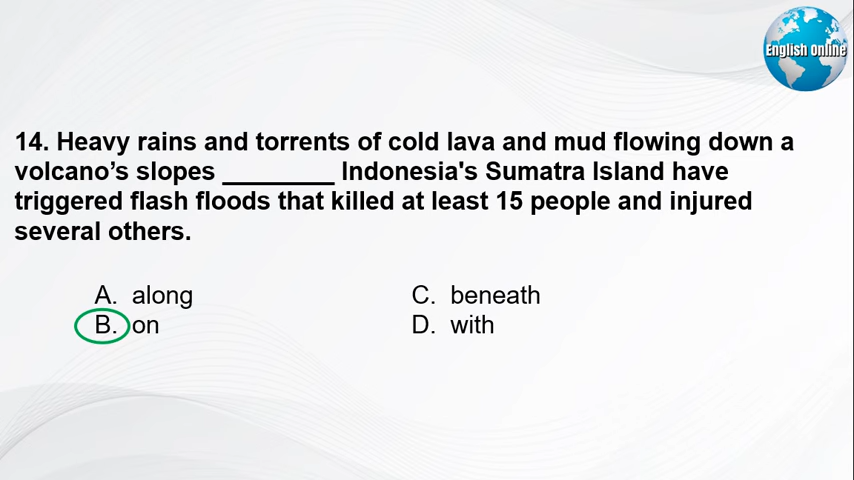 English Online
14. Heavy rains and torrents of cold lava and mud flowing down a
volcano’s slopes ________ Indonesia's Sumatra Island have
triggered flash floods that killed at least 15 people and injured
several others.
A. along
B. on
C. beneath
D. with